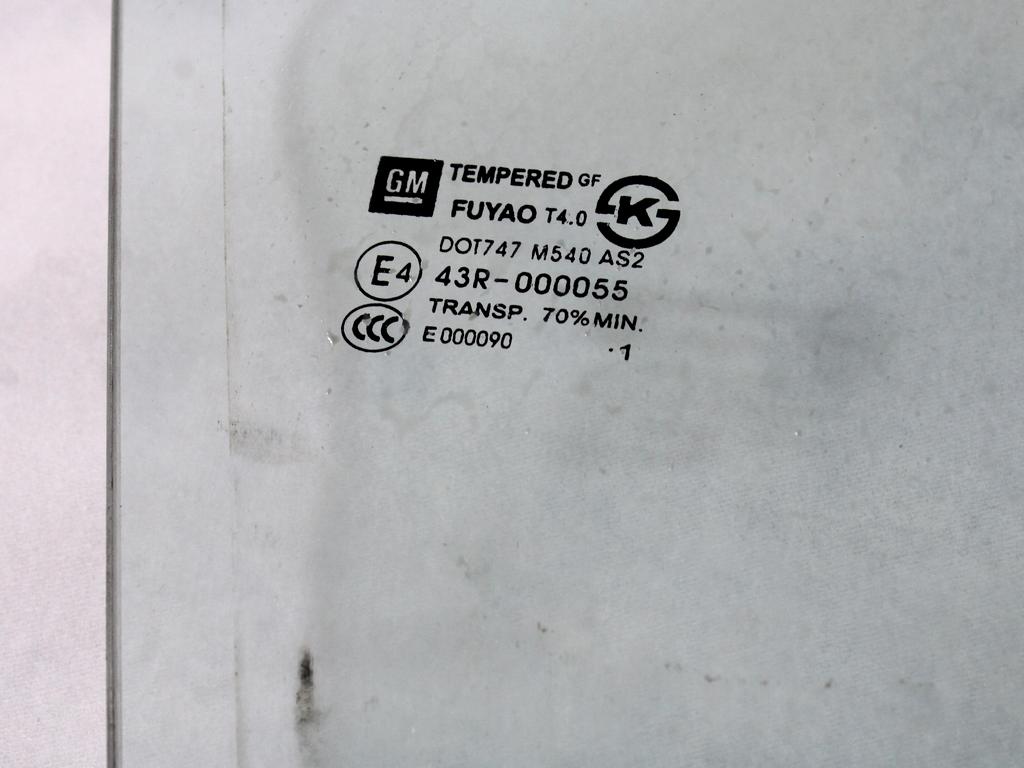 GM TEMPERED GF
FUYAO T4.0 K
DOT747 M540 AS2
E4 43R-000055
TRANSP. 70% MIN.
CCC E000090 .1